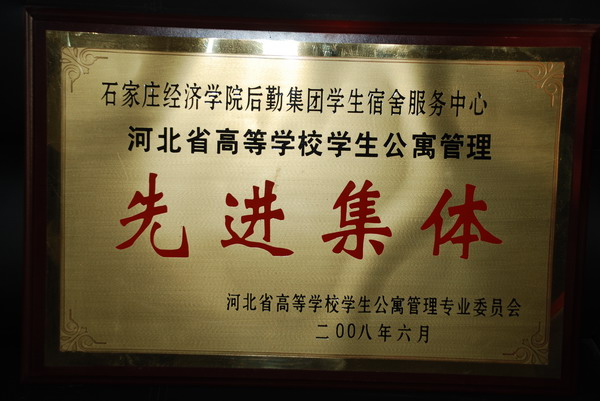 石家庄经济学院后勤集团学生宿舍服务中心
河北省高等学校学生公寓管理
先进集体
河北省高等学校学生公寓管理专业委员会
二00八年六月